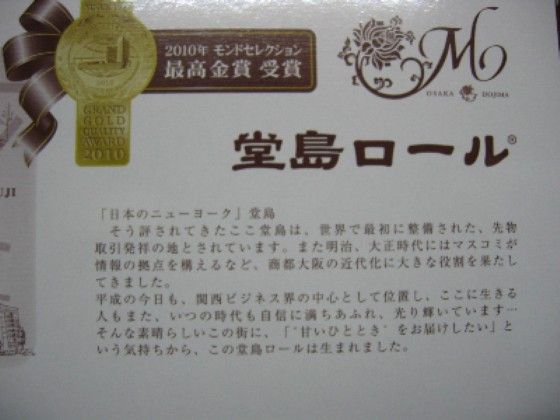 2010年 モンドセレクション
最高金賞 受賞
GRAND
GOLD
QUALITY
AWARD
2010
M
OSAKA DOJIMA
堂島ロール®
UJI
「日本のニューヨーク」堂島
そう評されてきたここ堂島は、世界で最初に整備された、先物
取引発祥の地とされています。また明治、大正時代にはマスコミが
情報の拠点を構えるなど、商都大阪の近代化に大きな役割を果たし
てきました。
平成の今日も、関西ビジネス界の中心として位置し、ここに生きる
人もまた、いつの時代も自信に満ちあふれ、光り輝いています…
そんな素晴らしいこの街に、「"甘いひととき"をお届けしたい」と
いう気持ちから、この堂島ロールは生まれました。